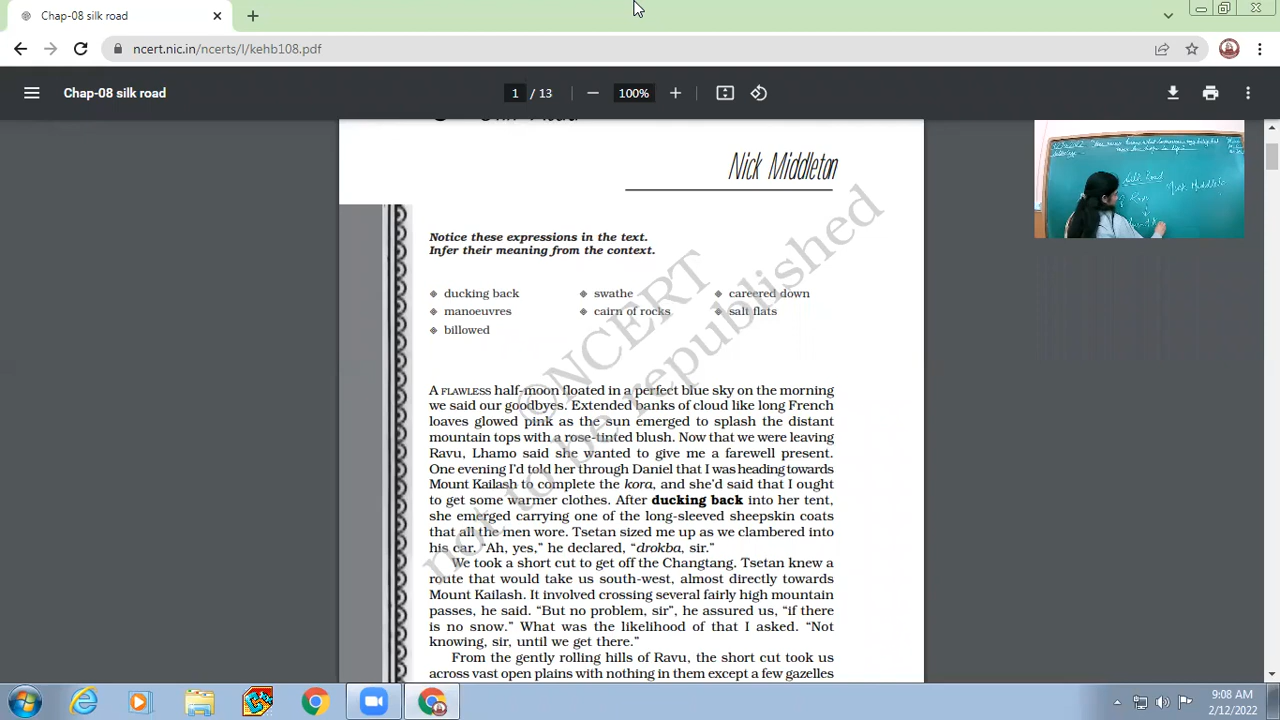 Chap-08 silk road
ncert.nic.in/ncerts/l/kehb108.pdf
Chap-08 silk road
1 / 13
100%
Nick Middleton
Notice these expressions in the text.
Infer their meaning from the context.
ducking back
swathe
careered down
manoeuvres
cairn of rocks
salt flats
billowed
A FLAWLESS half-moon floated in a perfect blue sky on the morning
we said our goodbyes. Extended banks of cloud like long French
loaves glowed pink as the sun emerged to splash the distant
mountain tops with a rose-tinted blush. Now that we were leaving
Ravu, Lhamo said she wanted to give me a farewell present.
One evening I'd told her through Daniel that I was heading towards
Mount Kailash to complete the kora, and she'd said that I ought
to get some warmer clothes. After ducking back into her tent,
she emerged carrying one of the long-sleeved sheepskin coats
that all the men wore. Tsetan sized me up as we clambered into
his car. “Ah, yes,” he declared, “drokba, sir.”
We took a short cut to get off the Changtang. Tsetan knew a
route that would take us south-west, almost directly towards
Mount Kailash. It involved crossing several fairly high mountain
passes, he said. “But no problem, sir”, he assured us, “if there
is no snow.” What was the likelihood of that I asked. “Not
knowing, sir, until we get there.”
From the gently rolling hills of Ravu, the short cut took us
across vast open plains with nothing in them except a few gazelles
©NCERT
not to be republished
Silk Road
Nick Middleto
9:08 AM
2/12/2022